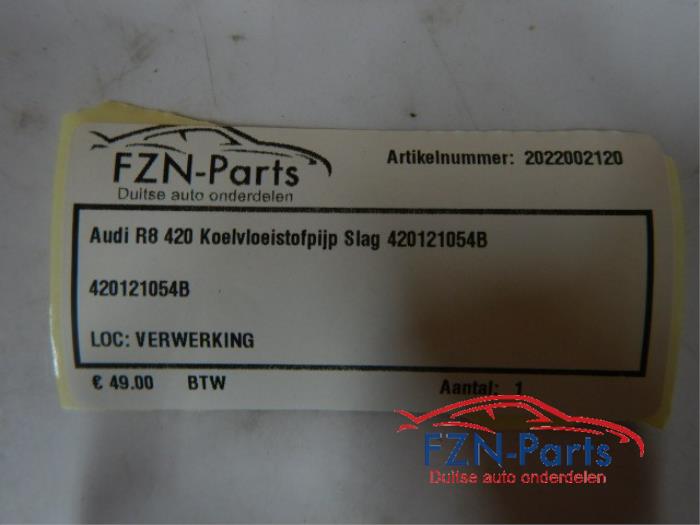 FZN-Parts
Duitse auto onderdelen
Artikelnummer: 2022002120
Audi R8 420 Koelvloeistofpijp Slag 420121054B
420121054B
LOC: VERWERKING
€ 49.00 BTW Aantal: 1
FZN-Parts
Duitse auto onderdelen